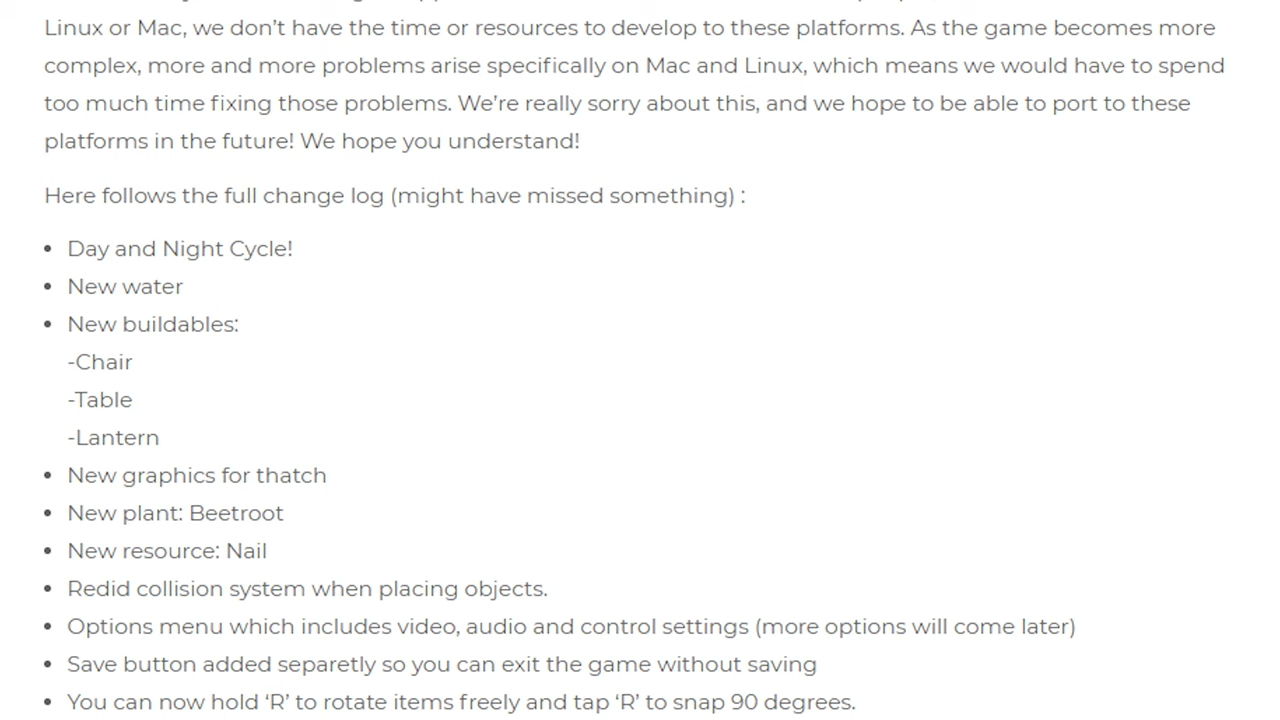 Linux or Mac, we don't have the time or resources to develop to these platforms. As the game becomes more
complex, more and more problems arise specifically on Mac and Linux, which means we would have to spend
too much time fixing those problems. We're really sorry about this, and we hope to be able to port to these
platforms in the future! We hope you understand!
Here follows the full change log (might have missed something) :
• Day and Night Cycle!
• New water
• New buildables:
-Chair
-Table
-Lantern
• New graphics for thatch
• New plant: Beetroot
• New resource: Nail
• Redid collision system when placing objects.
• Options menu which includes video, audio and control settings (more options will come later)
• Save button added separetly so you can exit the game without saving
• You can now hold ‘R’ to rotate items freely and tap ‘R’ to snap 90 degrees.